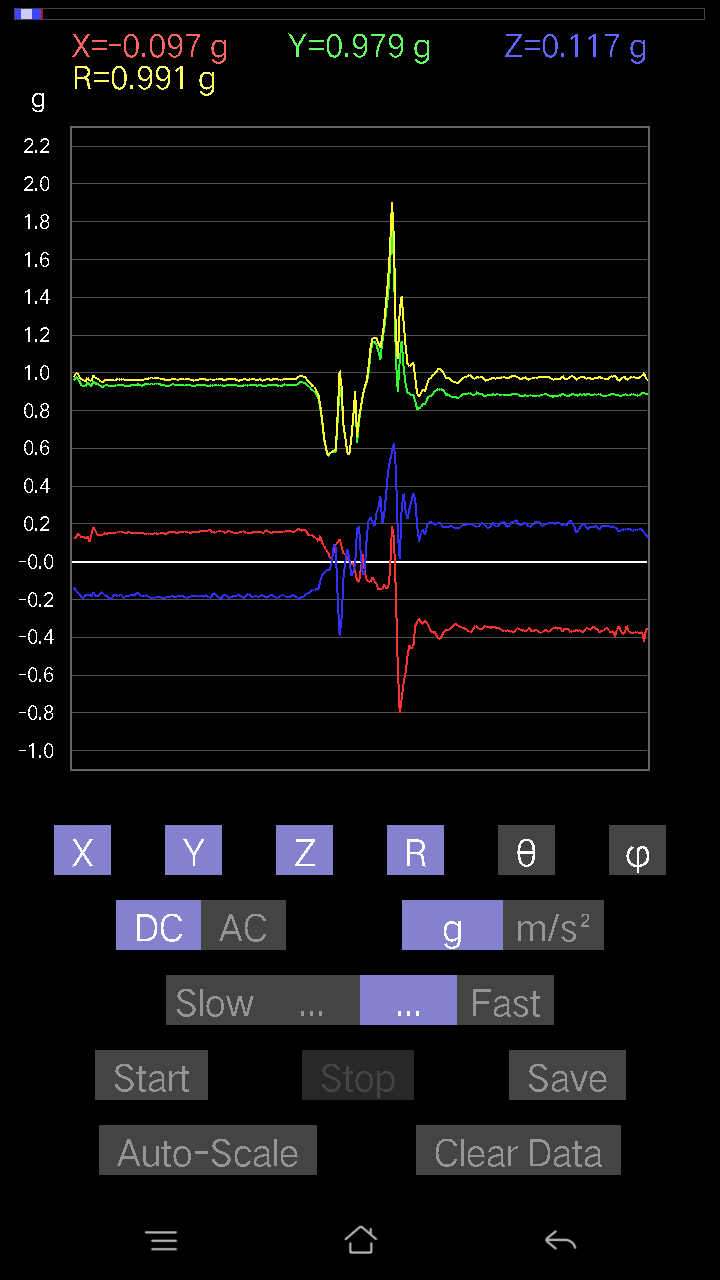 X=-0.097 g Y=0.979 g Z=0.117 g
R=0.991 g
g
2.2
2.0
1.8
1.6
1.4
1.2
1.0
0.8
0.6
0.4
0.2
-0.0
-0.2
-0.4
-0.6
-0.8
-1.0
X Y Z R θ φ
DC AC g m/s²
Slow ... ... Fast
Start Stop Save
Auto-Scale Clear Data